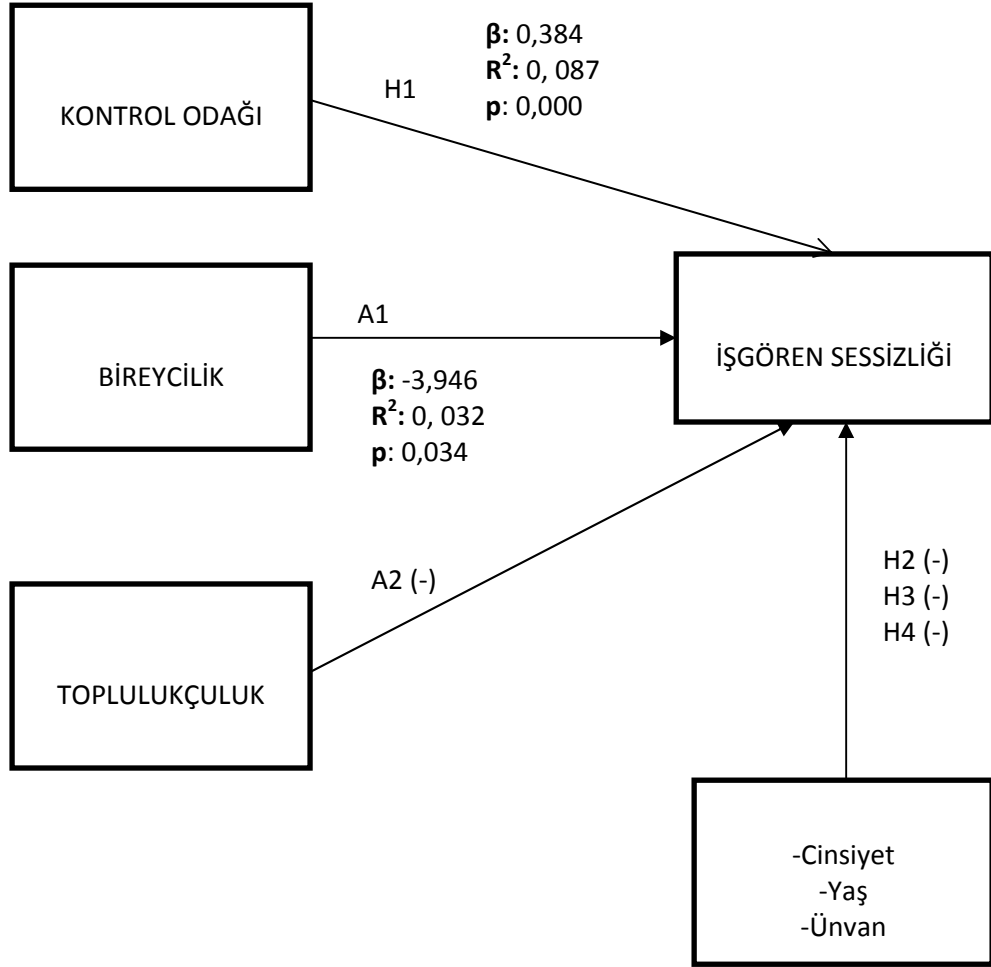 β: 0,384
R²: 0, 087
p: 0,000
H1
KONTROL ODAĞI
A1
İŞGÖREN SESSİZLİĞİ
BİREYCİLİK
β: -3,946
R²: 0, 032
p: 0,034
A2 (-)
H2 (-)
H3 (-)
H4 (-)
TOPLULUKÇULUK
-Cinsiyet
-Yaş
-Ünvan